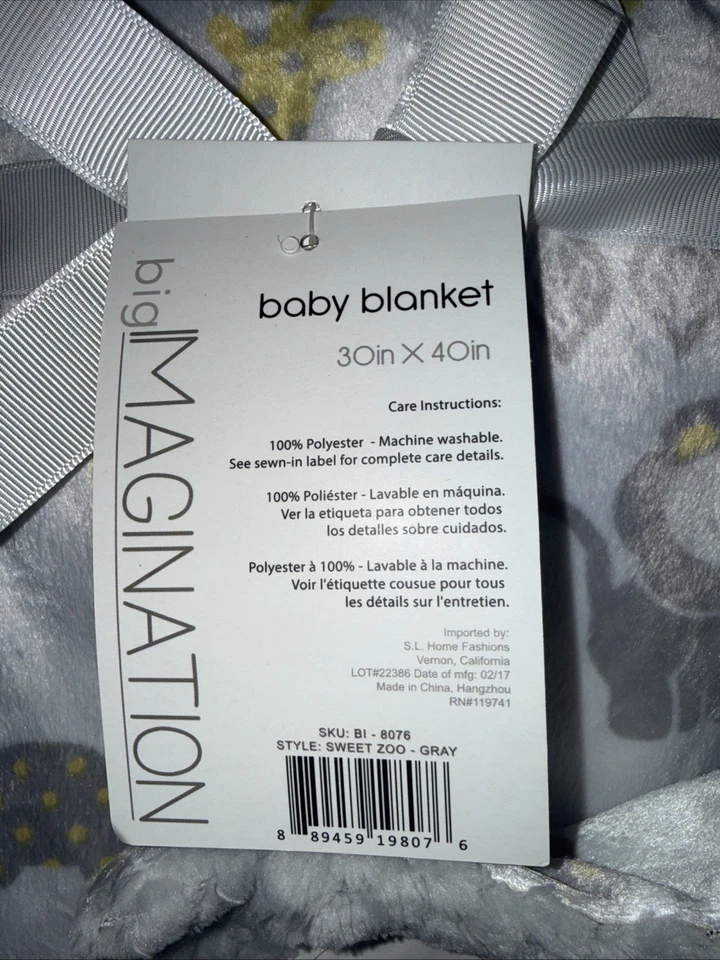 big IMAGINATION
baby blanket
30in X 40in
Care Instructions:
100% Polyester - Machine washable.
See sewn-in label for complete care details.
100% Poliéster - Lavable en máquina.
Ver la etiqueta para obtener todos
los detalles sobre cuidados.
Polyester à 100% - Lavable à la machine.
Voir l'étiquette cousue pour tous
les détails sur l'entretien.
Imported by:
S.L. Home Fashions
Vernon, California
LOT#22386 Date of mfg: 02/17
Made in China, Hangzhou
RN#119741
SKU: BI - 8076
STYLE: SWEET ZOO - GRAY
8 89459 19807 6